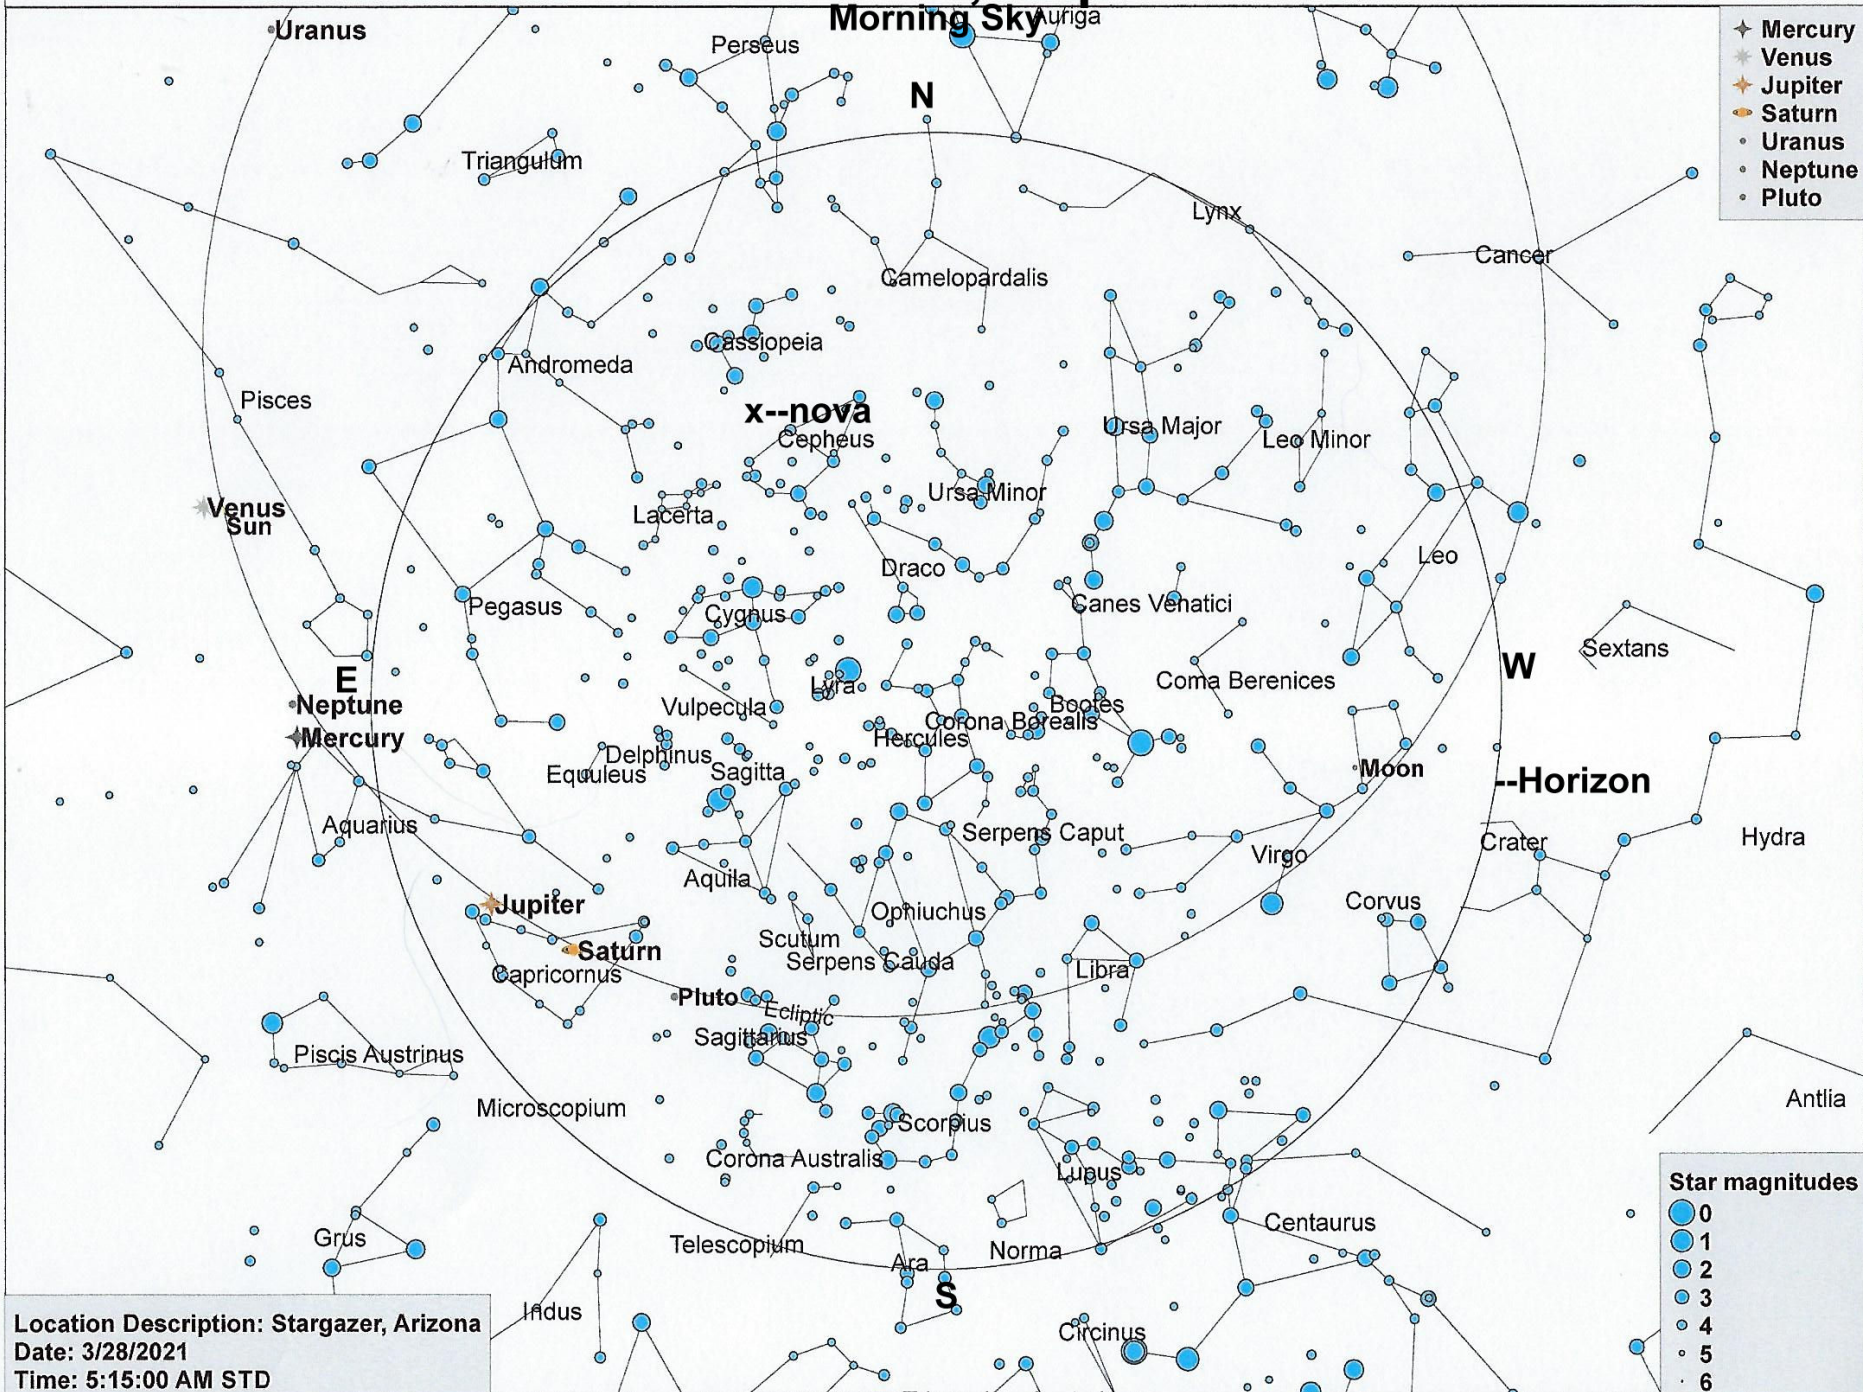 Morning Sky
Auriga
Uranus
Perseus
Mercury
Venus
Jupiter
Saturn
Uranus
Neptune
Pluto
N
Triangulum
Lynx
Cancer
Camelopardalis
Cassiopeia
Andromeda
Pisces
x--nova
Cepheus
Ursa Major
Leo Minor
Ursa Minor
Lacerta
Venus
Sun
Draco
Leo
Pegasus
Cygnus
Canes Venatici
Sextans
E
W
Lyra
Coma Berenices
Neptune
Vulpecula
Bootes
Corona Borealis
Mercury
Hercules
Delphinus
Equuleus
Sagitta
Moon
--Horizon
Aquarius
Serpens Caput
Virgo
Crater
Hydra
Aquila
Jupiter
Ophiuchus
Corvus
Saturn
Scutum
Serpens Cauda
Capricornus
Libra
Pluto
Ecliptic
Sagittarius
Piscis Austrinus
Microscopium
Scorpius
Antlia
Corona Australis
Lupus
Star magnitudes
0
1
2
3
4
5
6
Grus
Telescopium
Ara
Norma
Centaurus
S
Indus
Circinus
Location Description: Stargazer, Arizona
Date: 3/28/2021
Time: 5:15:00 AM STD